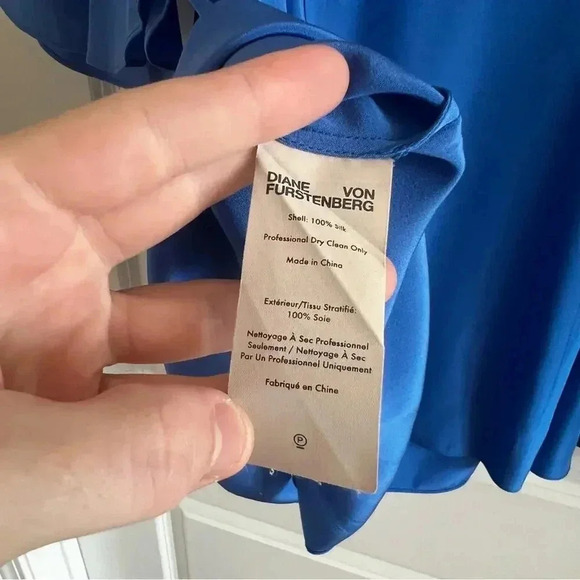 DIANE VON
FURSTENBERG
Shell: 100% Silk
Professional Dry Clean Only
Made in China
Extérieur/Tissu Stratifié:
100% Soie
Nettoyage À Sec Professionnel
Seulement / Nettoyage À Sec
Par Un Professionnel Uniquement
Fabriqué en Chine
P